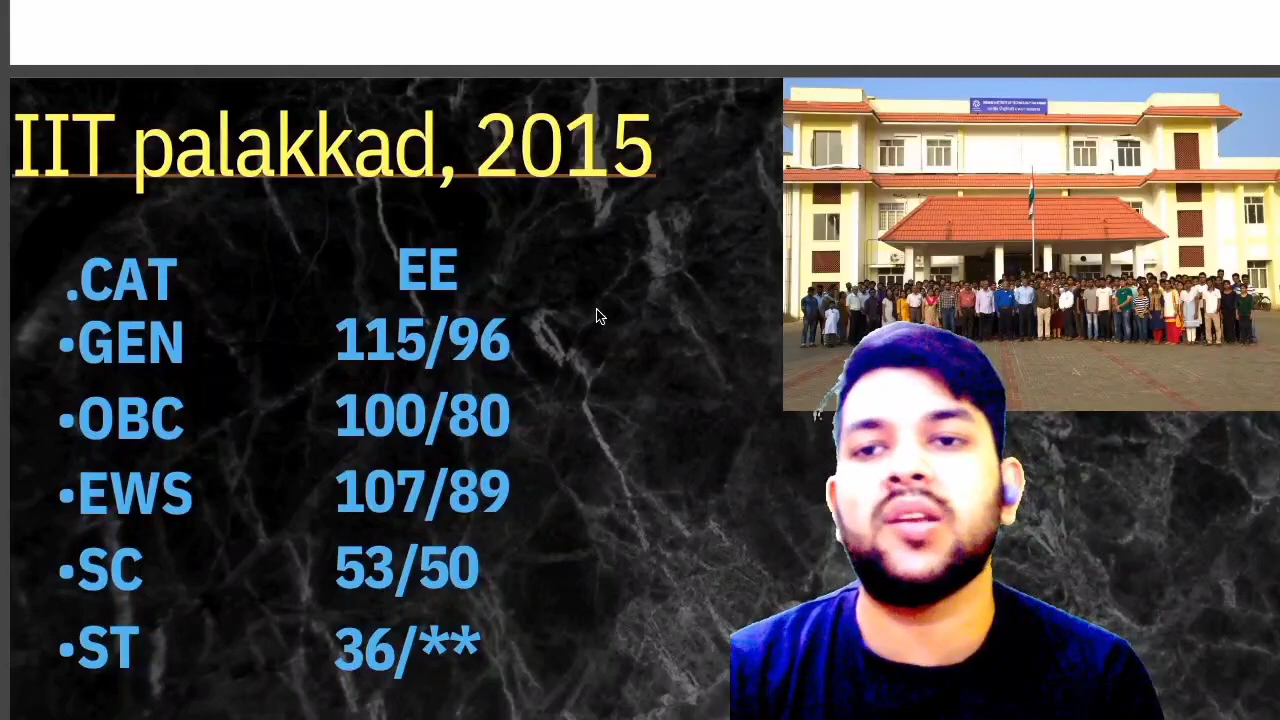 IIT palakkad, 2015
.CAT EE
•GEN 115/96
•OBC 100/80
•EWS 107/89
•SC 53/50
•ST 36/**